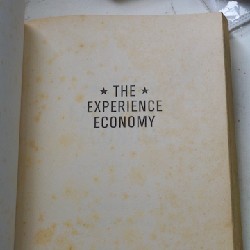 ★ THE ★
EXPERIENCE
ECONOMY